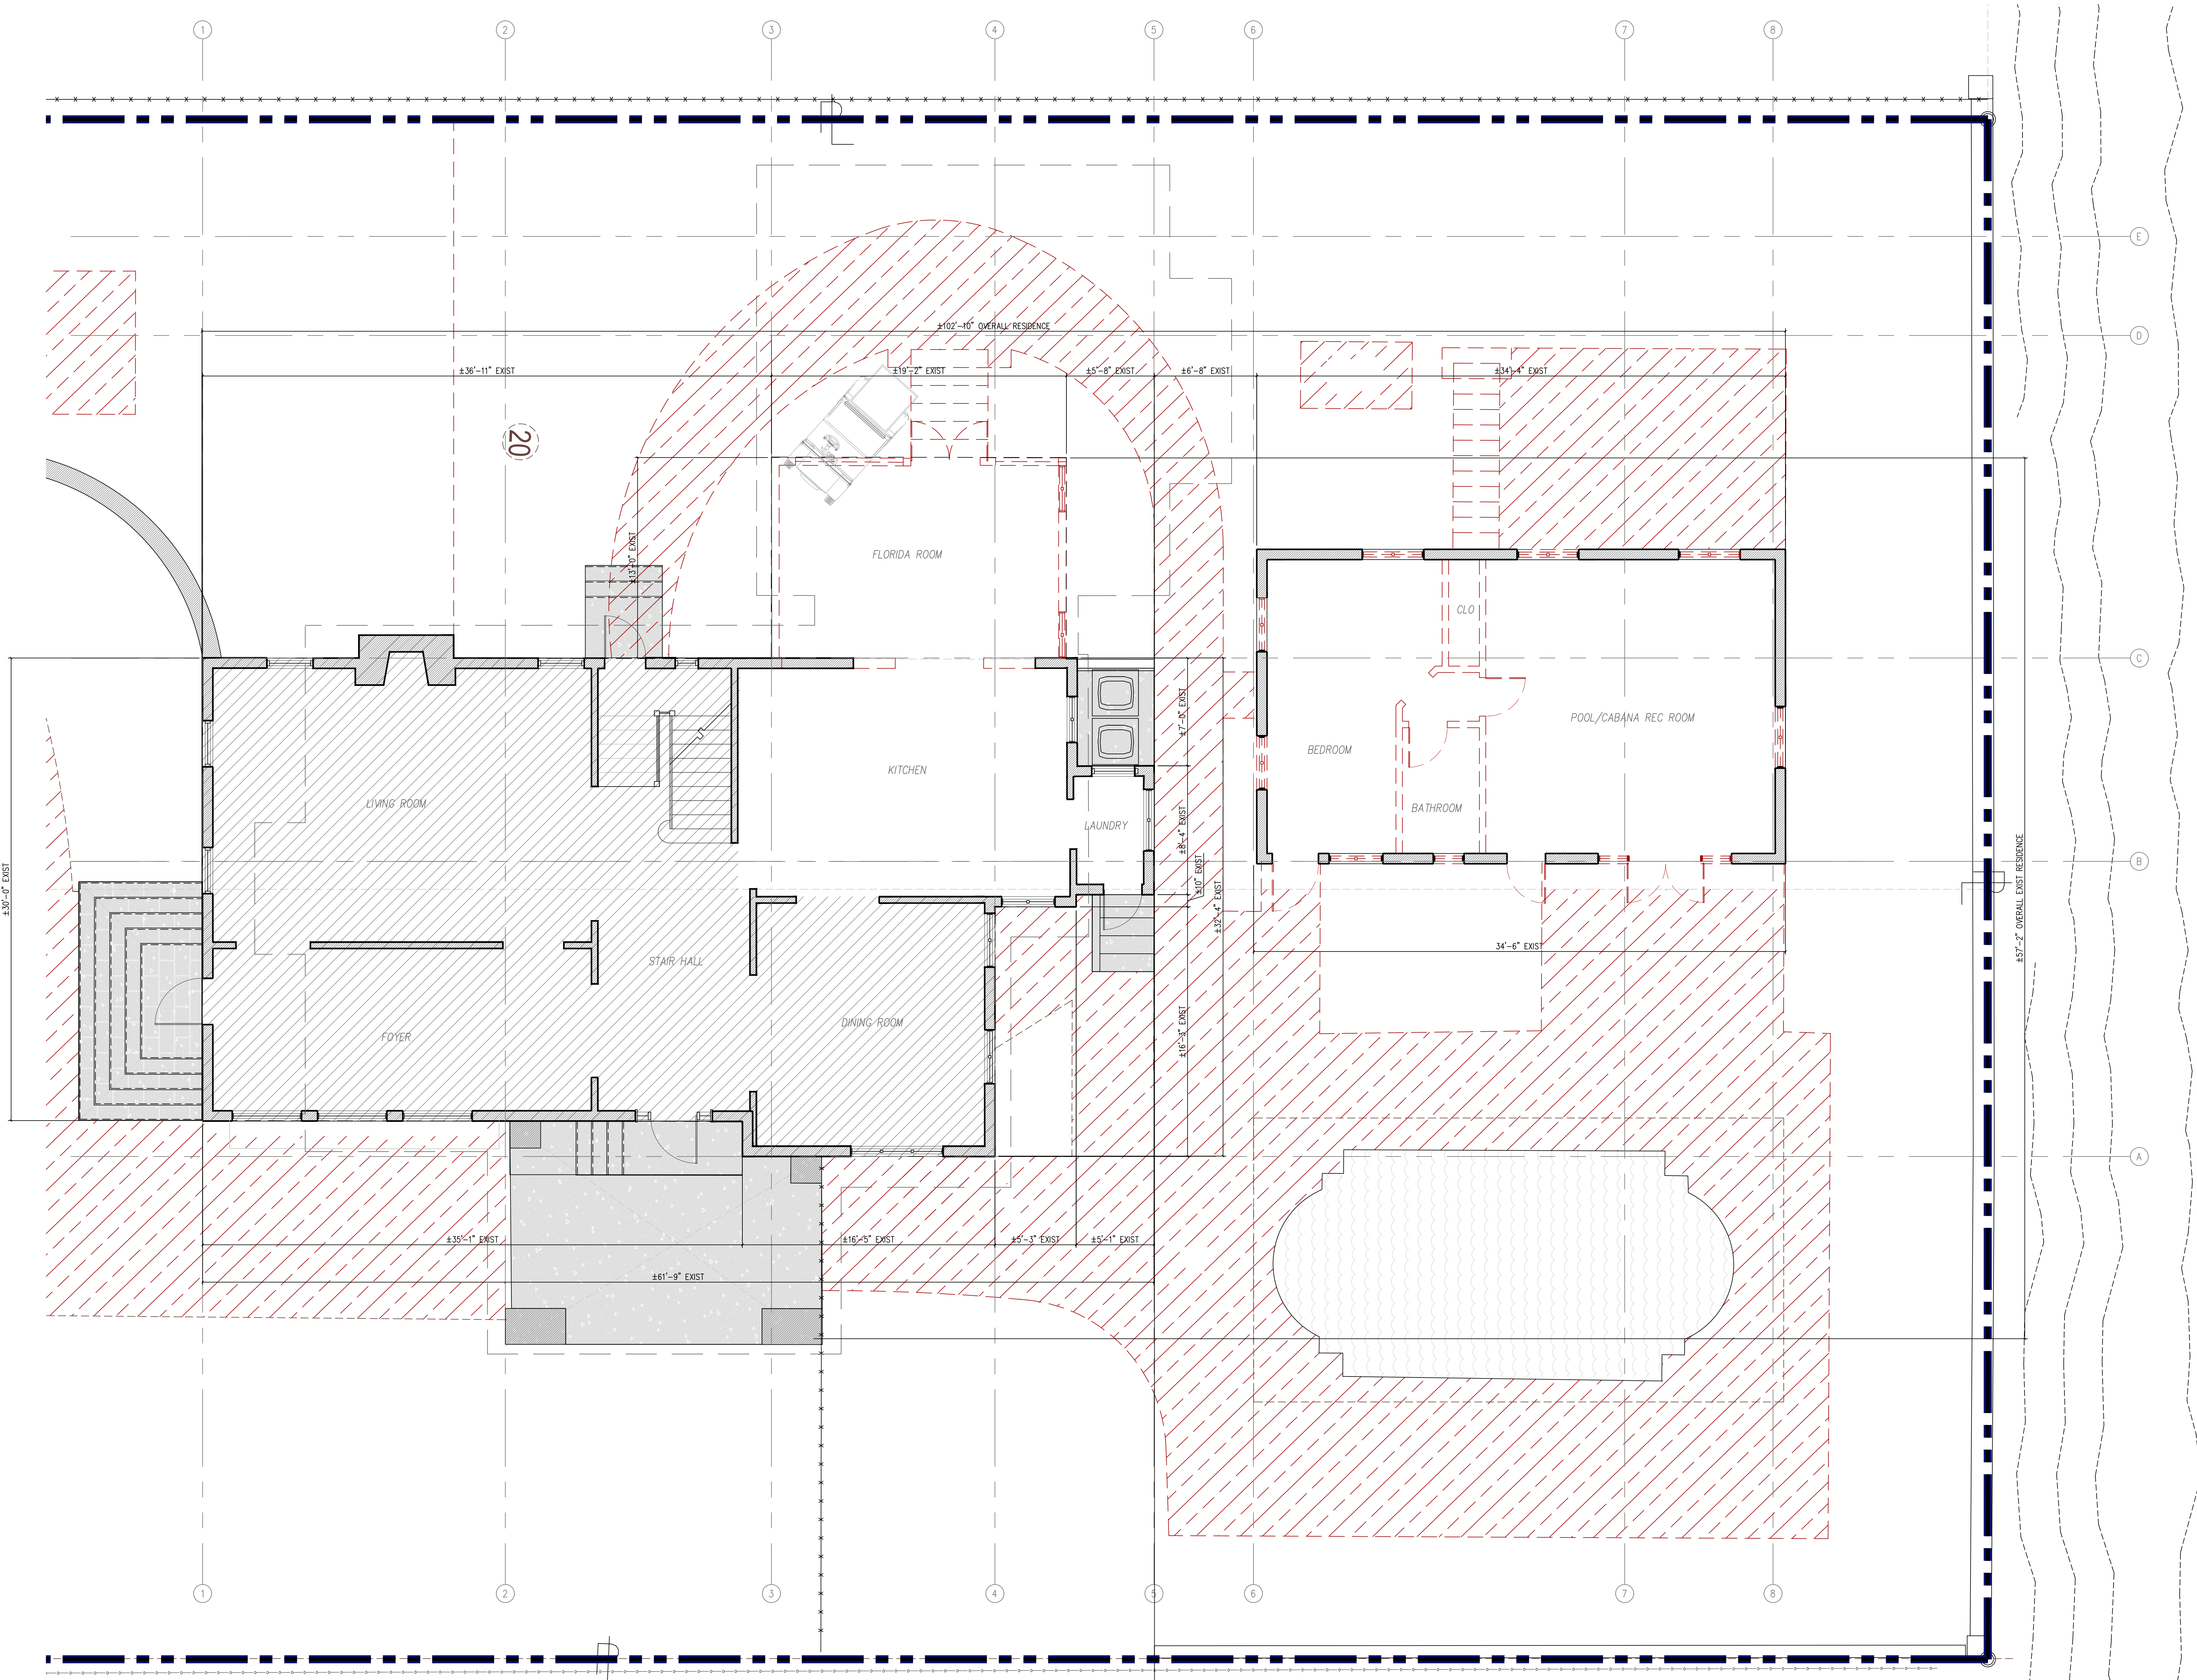 1 2 3 4 5 6 7 8
E
±102'-10" OVERALL RESIDENCE
D
±36'-11" EXIST ±19'-2" EXIST ±5'-8" EXIST ±6'-8" EXIST ±34'-4" EXIST
20
±13'-0" EXIST
FLORIDA ROOM
CLO
C
±7'-0" EXIST
POOL/CABANA REC ROOM
BEDROOM
KITCHEN
LIVING ROOM
BATHROOM
LAUNDRY
±8'-4" EXIST
B
±30'-0" EXIST
±10" EXIST
±32'-4" EXIST
±57'-2" OVERALL EXIST RESIDENCE
34'-6" EXIST
STAIR HALL
DINING ROOM
FOYER
±16'-3" EXIST
A
±35'-1" EXIST ±16'-5" EXIST ±5'-3" EXIST ±5'-1" EXIST
±61'-9" EXIST
1 2 3 4 5 6 7 8